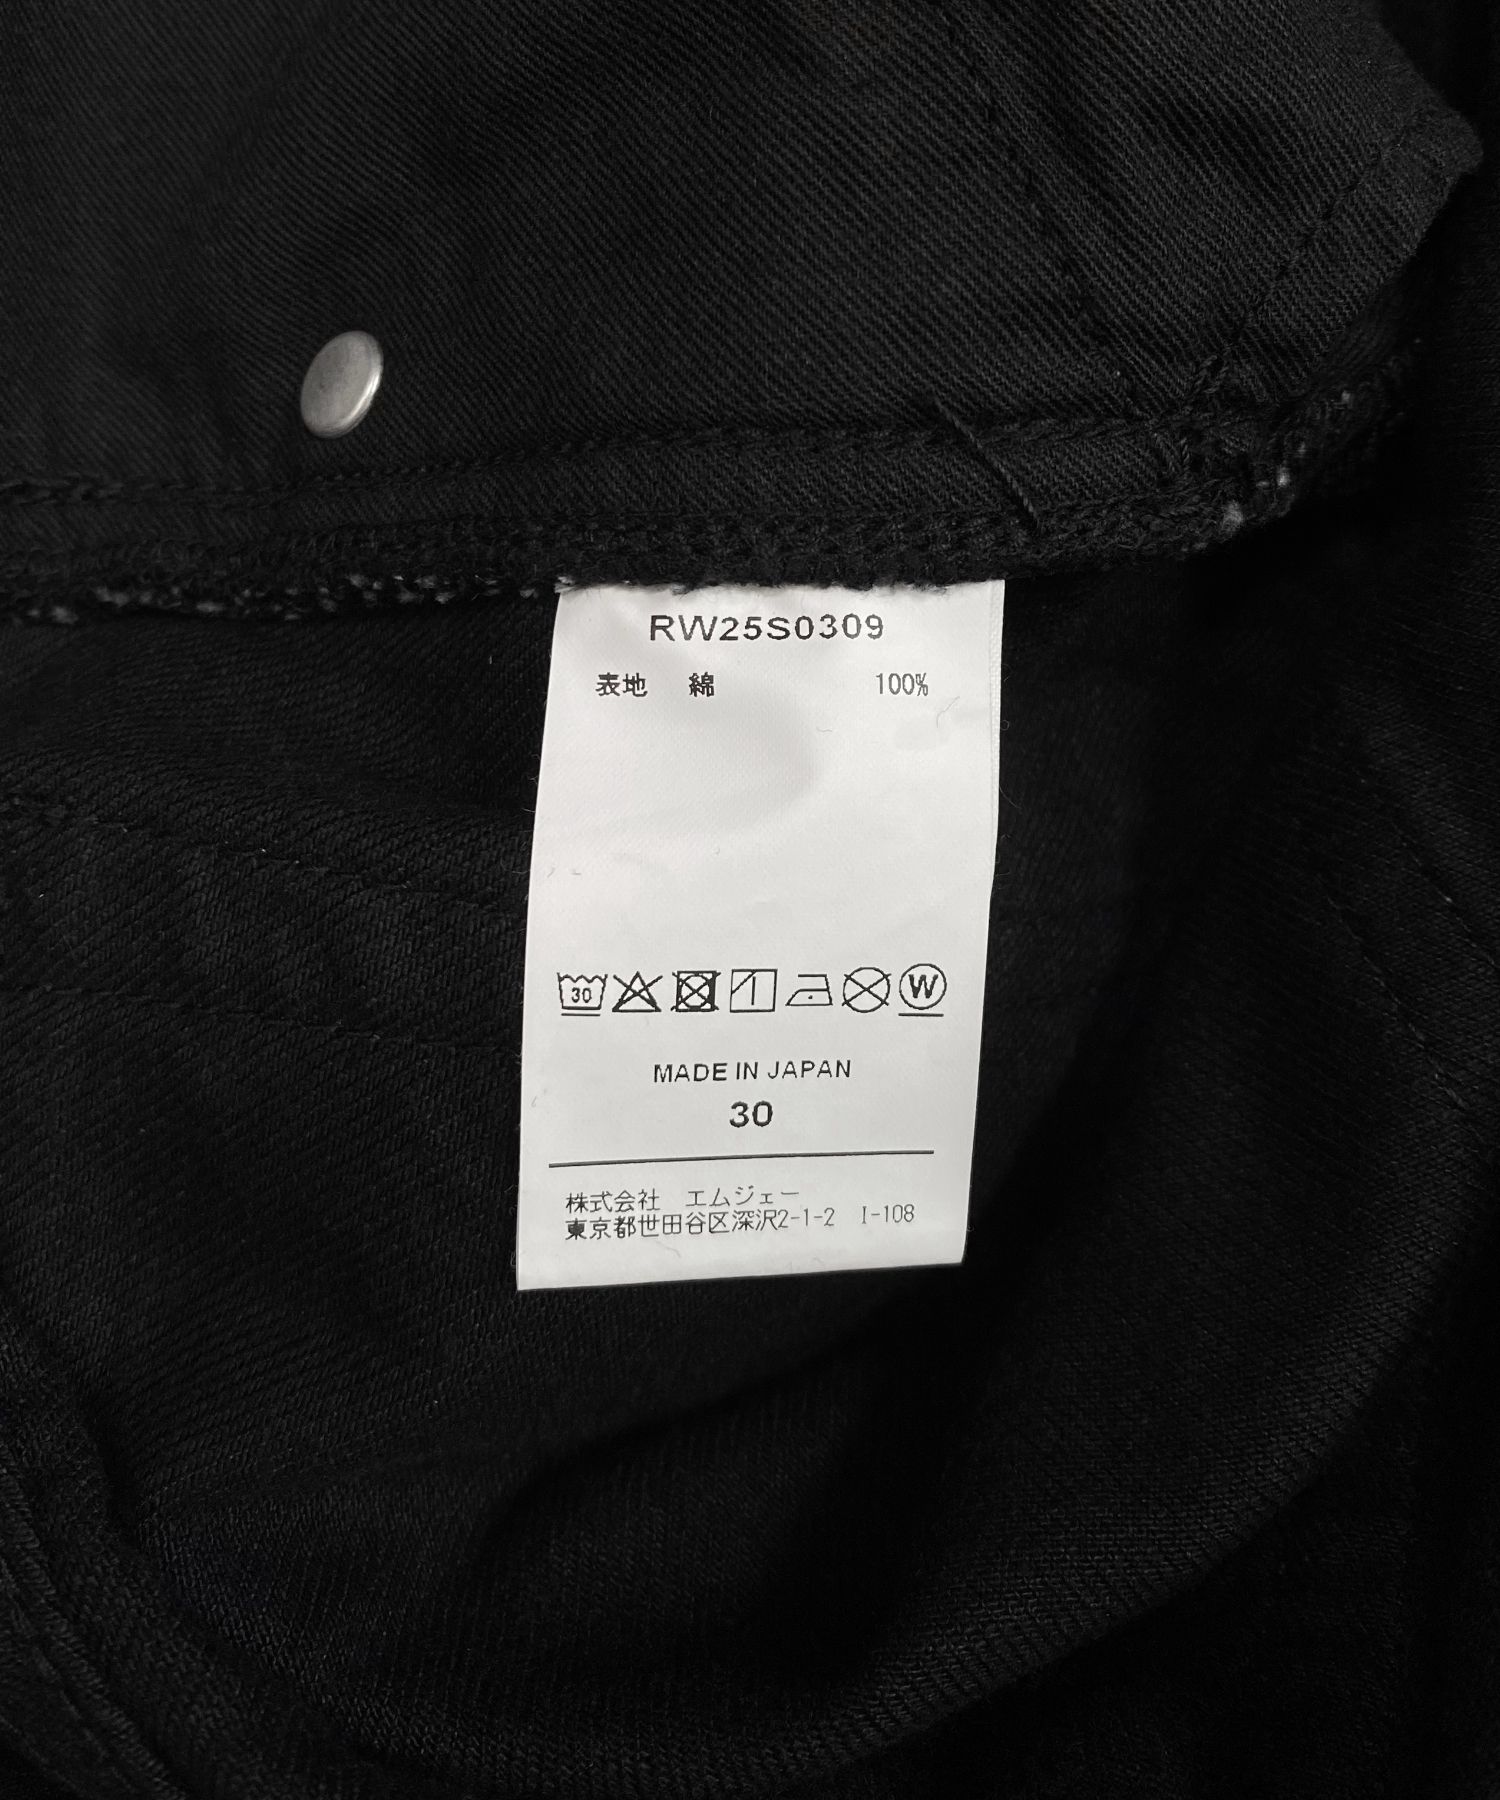 RW25S0309
表地 綿 100%
30 W
MADE IN JAPAN
30
株式会社 エムジェー
東京都世田谷区深沢2-1-2 I-108